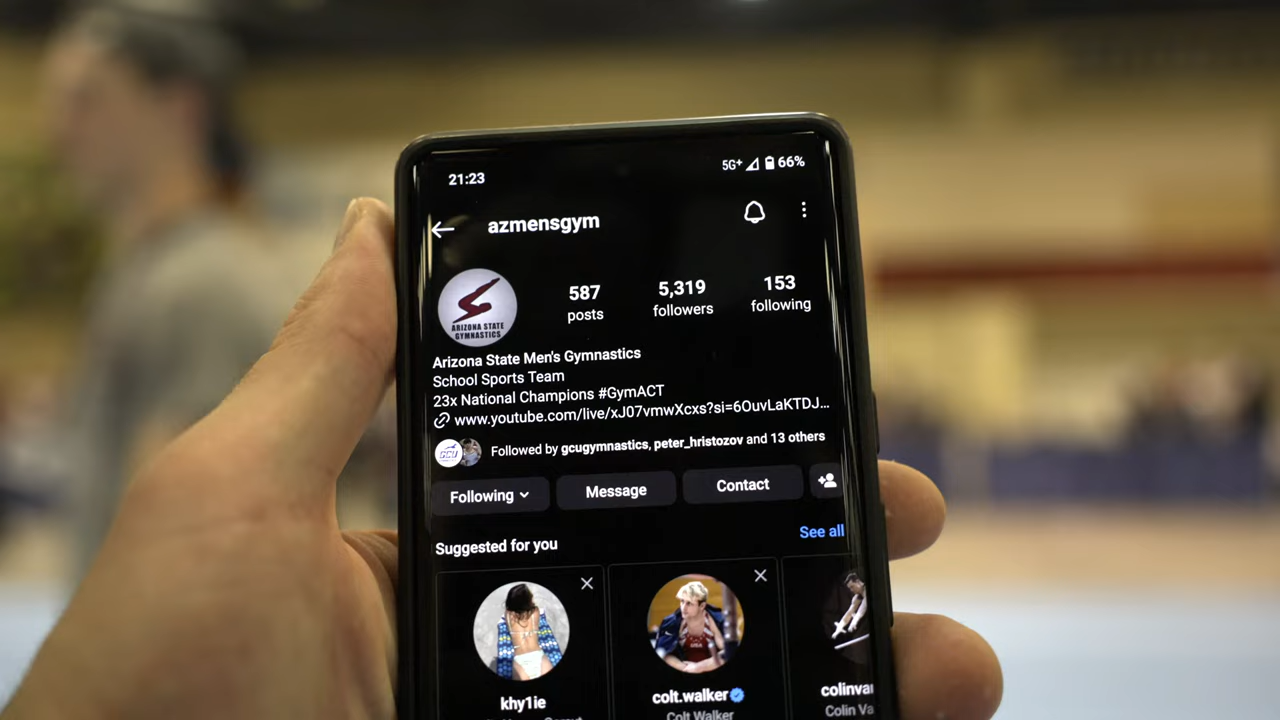 21:23
5G+ 66%
azmensgym
587 5,319 153
posts followers following
ARIZONA STATE
GYMNASTICS
Arizona State Men's Gymnastics
School Sports Team
23x National Champions #GymACT
www.youtube.com/live/xJ07vmwXcxs?si=6OuvLaKTDJ...
GCU
Followed by gcugymnastics, peter_hristozov and 13 others
Following Message Contact
See all
Suggested for you
khy1ie
colt.walker
colinva
Colt Walker
Colin Va